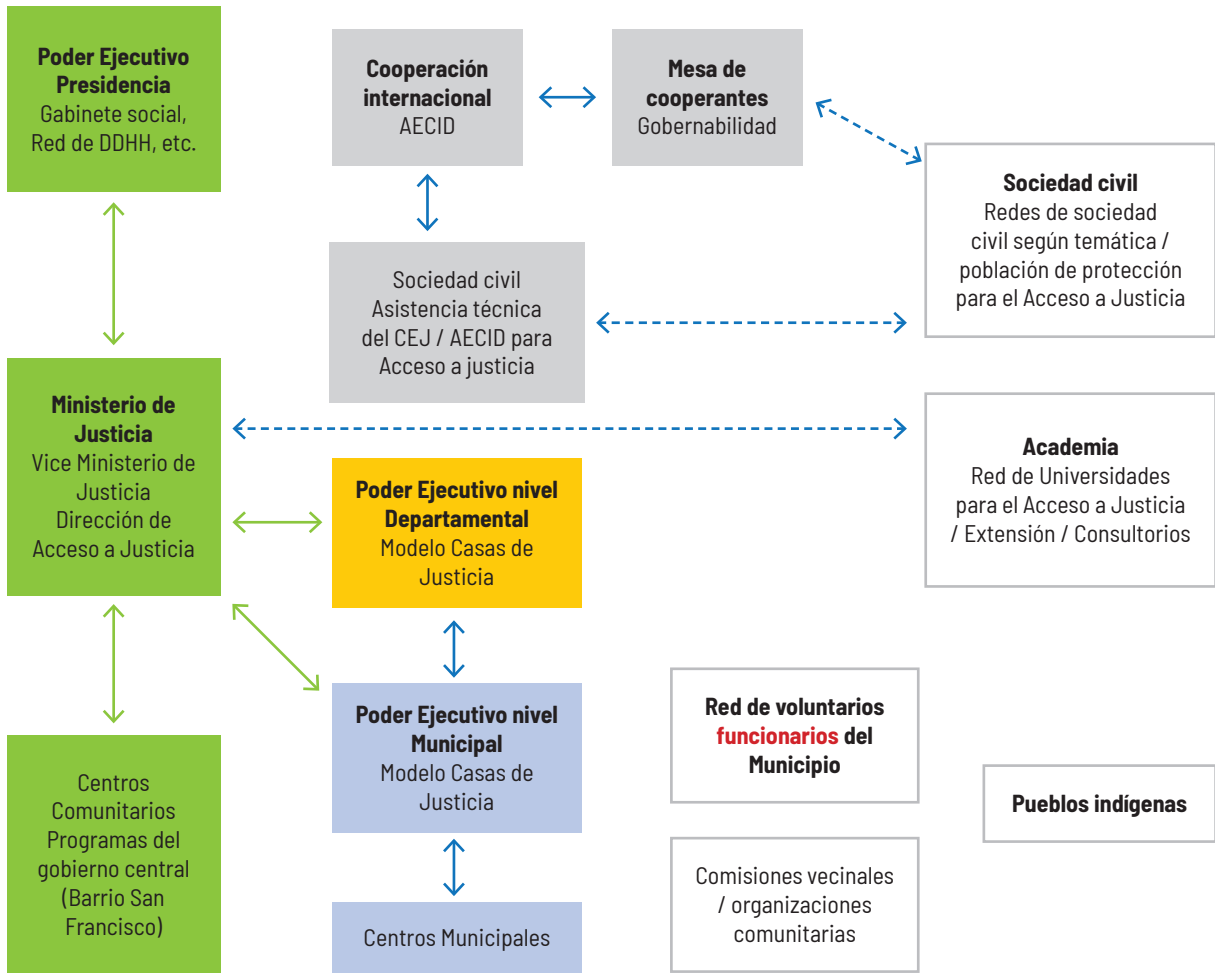 Poder Ejecutivo
Presidencia
Gabinete social,
Red de DDHH, etc.
Cooperación
internacional
AECID
Mesa de
cooperantes
Gobernabilidad
Sociedad civil
Redes de sociedad
civil según temática /
población de protección
para el Acceso a Justicia
Sociedad civil
Asistencia técnica
del CEJ / AECID para
Acceso a justicia
Ministerio de
Justicia
Vice Ministerio de
Justicia
Dirección de
Acceso a Justicia
Academia
Red de Universidades
para el Acceso a Justicia
/ Extensión / Consultorios
Poder Ejecutivo nivel
Departamental
Modelo Casas de
Justicia
Poder Ejecutivo nivel
Municipal
Modelo Casas de
Justicia
Red de voluntarios
funcionarios del
Municipio
Pueblos indígenas
Centros
Comunitarios
Programas del
gobierno central
(Barrio San
Francisco)
Centros Municipales
Comisiones vecinales
/ organizaciones
comunitarias